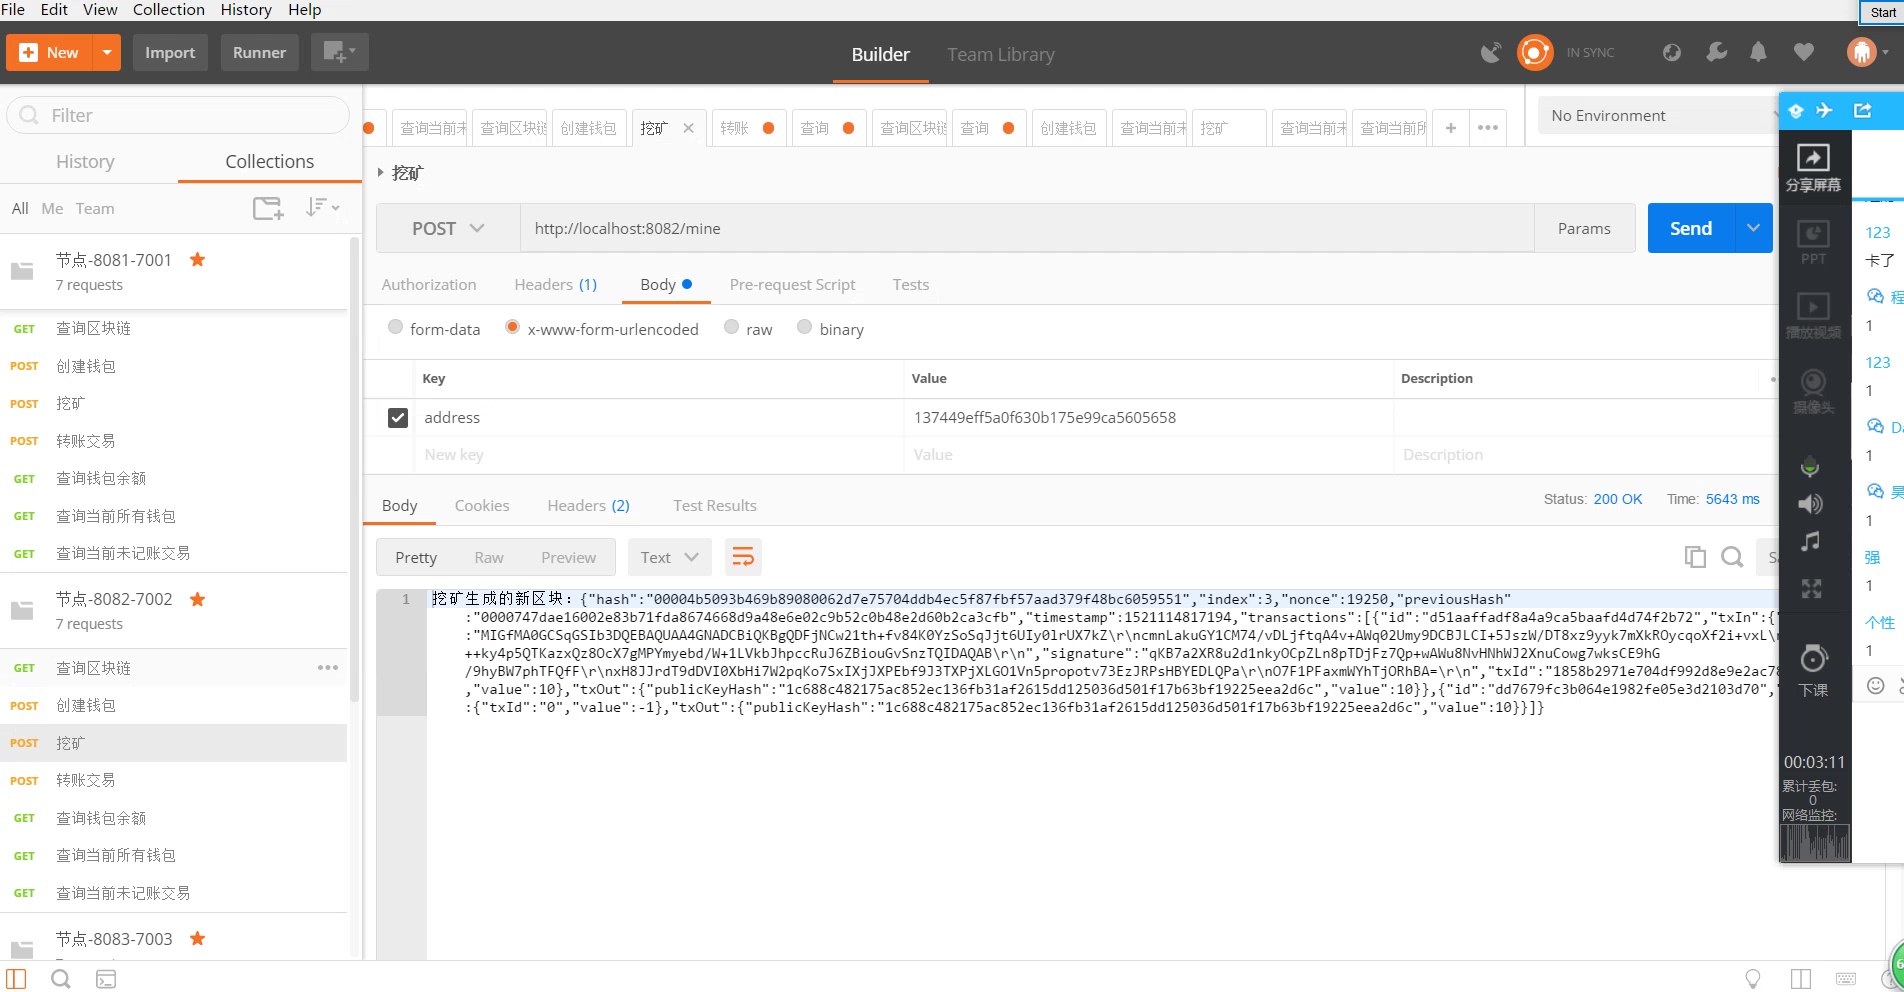 File Edit View Collection History Help
Start
New Import Runner
Builder Team Library
IN SYNC
Filter
History Collections
All Me Team
节点-8081-7001
7 requests
GET 查询区块链
POST 创建钱包
POST 挖矿
POST 转账交易
GET 查询钱包余额
GET 查询当前所有钱包
GET 查询当前未记账交易
节点-8082-7002
7 requests
GET 查询区块链
POST 创建钱包
POST 挖矿
POST 转账交易
GET 查询钱包余额
GET 查询当前所有钱包
GET 查询当前未记账交易
节点-8083-7003
查询当前未 查询区块链 创建钱包 挖矿 转账 查询 查询区块链 查询 创建钱包 查询当前未 挖矿 查询当前未 查询当前所
No Environment
挖矿
POST http://localhost:8082/mine Params Send
Authorization Headers (1) Body Pre-request Script Tests
form-data x-www-form-urlencoded raw binary
Key Value Description
address 137449eff5a0f630b175e99ca5605658
New key Value Description
Body Cookies Headers (2) Test Results Status: 200 OK Time: 5643 ms
Pretty Raw Preview Text
1 挖矿生成的新区块：{"hash":"00004b5093b469b89080062d7e75704ddb4ec5f87fbf57aad379f48bc6059551","index":3,"nonce":19250,"previousHash"
:"0000747dae16002e83b71fda8674668d9a48e6e02c9b52c0b48e2d60b2ca3cfb","timestamp":1521114817194,"transactions":[{"id":"d51aaffadf8a4a9ca5baafd4d74f2b72","txIn":{"
:"MIGfMA0GCSqGSIb3DQEBAQUAA4GNADCBiQKBgQDFjNCw21th+fv84K0YzSoSqJjt6UIy0lrUX7kZ\r\ncmnLakuGY1CM74/vDLjftqA4v+AWq02Umy9DCBJLCI+5JszW/DT8xz9yyk7mXkROycqoXf2i+vxL\
++ky4p5QTKazxQz8OcX7gMPYmyebd/W+1LVkbJhpccRuJ6ZBiouGvSnzTQIDAQAB\r\n","signature":"qKB7a2XR8u2d1nkyOCpZLn8pTDjFz7Qp+wAWu8NvHNhWJ2XnuCowg7wksCE9hG
/9hyBW7phTFQfF\r\nxH8JJrdT9dDVI0XbHi7W2pqKo7SxIXjJXPEbf9J3TXPjXLGO1Vn5propotv73EzJRPsHBYEDLQPa\r\nO7F1PFaxmWYhTjORhBA=\r\n","txId":"1858b2971e704df992d8e9e2ac78
,"value":10},"txOut":{"publicKeyHash":"1c688c482175ac852ec136fb31af2615dd125036d501f17b63bf19225eea2d6c","value":10}},{"id":"dd7679fc3b064e1982fe05e3d2103d70","
:{"txId":"0","value":-1},"txOut":{"publicKeyHash":"1c688c482175ac852ec136fb31af2615dd125036d501f17b63bf19225eea2d6c","value":10}}]}
分享屏幕
PPT
播放视频
摄像头
下课
00:03:11
累计丢包:
0
网络监控:
123
卡了
程
1
123
1
Da
1
昊
1
强
1
个性
1